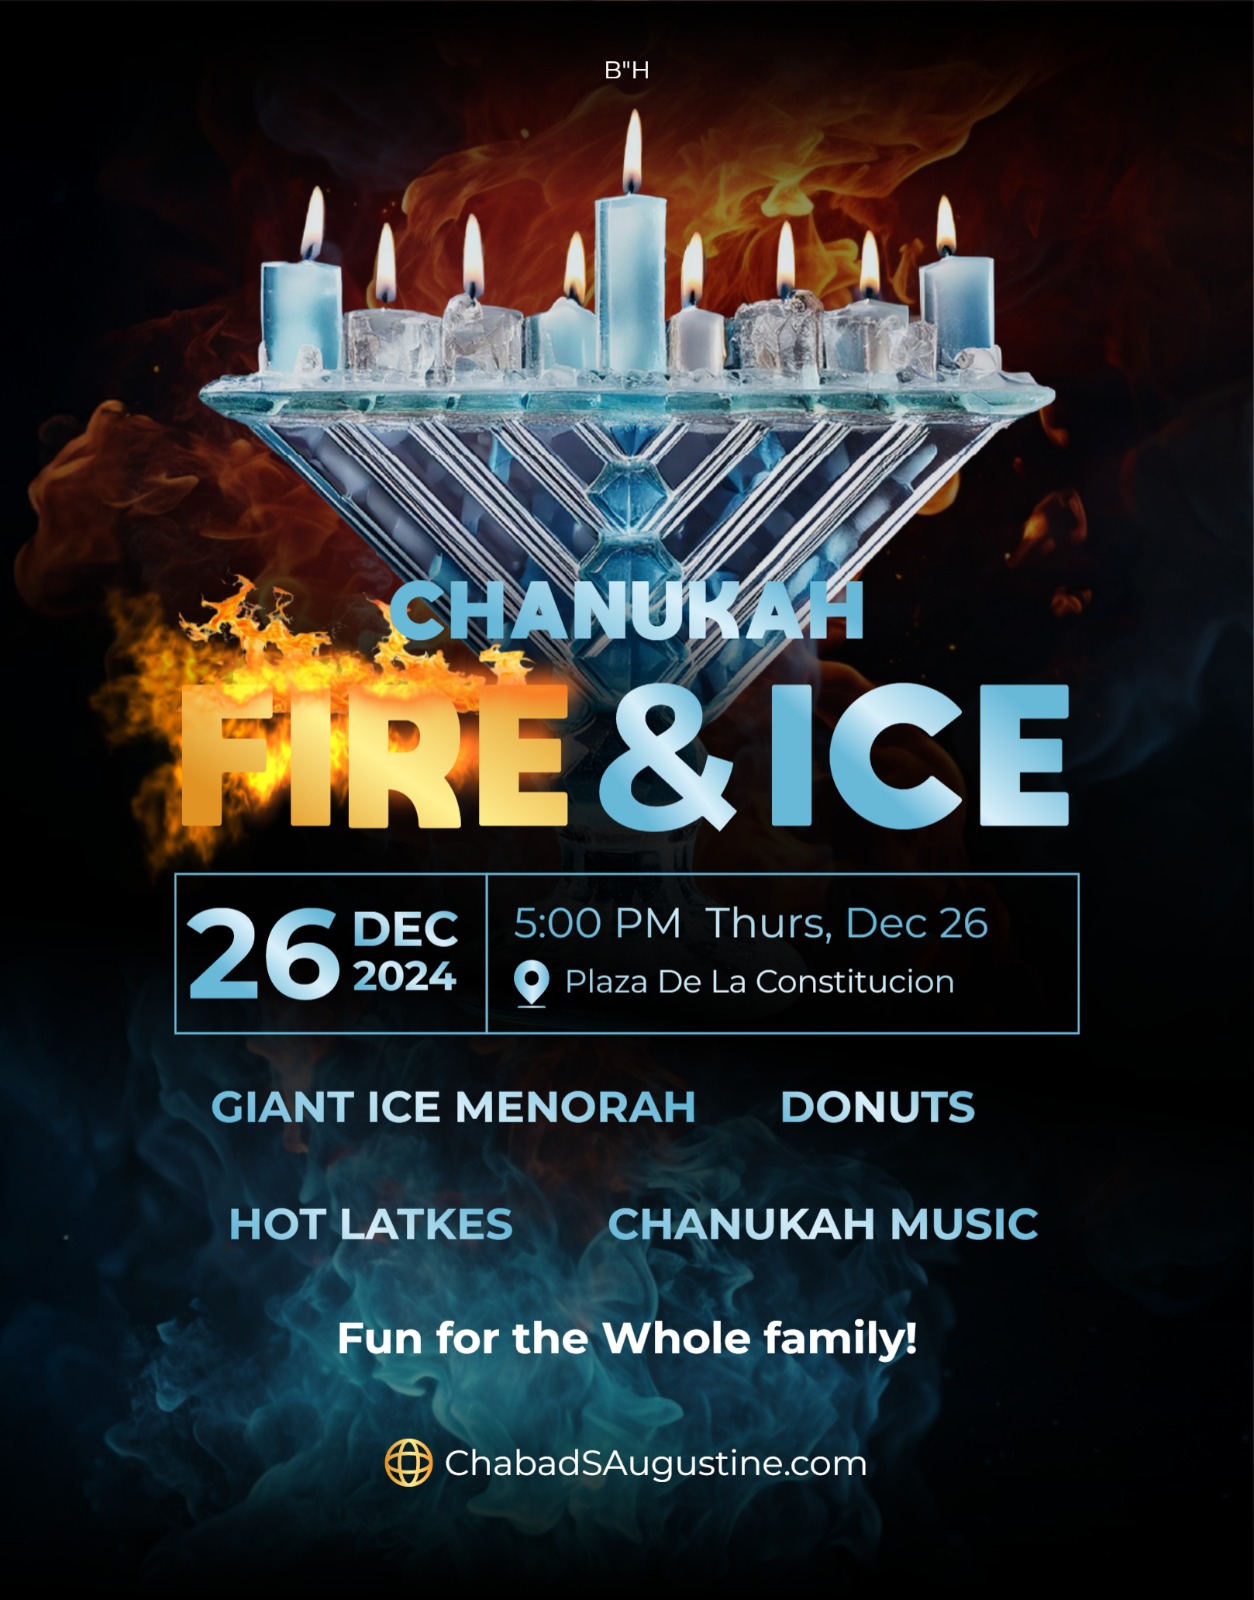 B"H
CHANUKAH
FIRE & ICE
26 DEC
2024
5:00 PM Thurs, Dec 26
Plaza De La Constitucion
GIANT ICE MENORAH DONUTS
HOT LATKES CHANUKAH MUSIC
Fun for the Whole family!
ChabadSAugustine.com